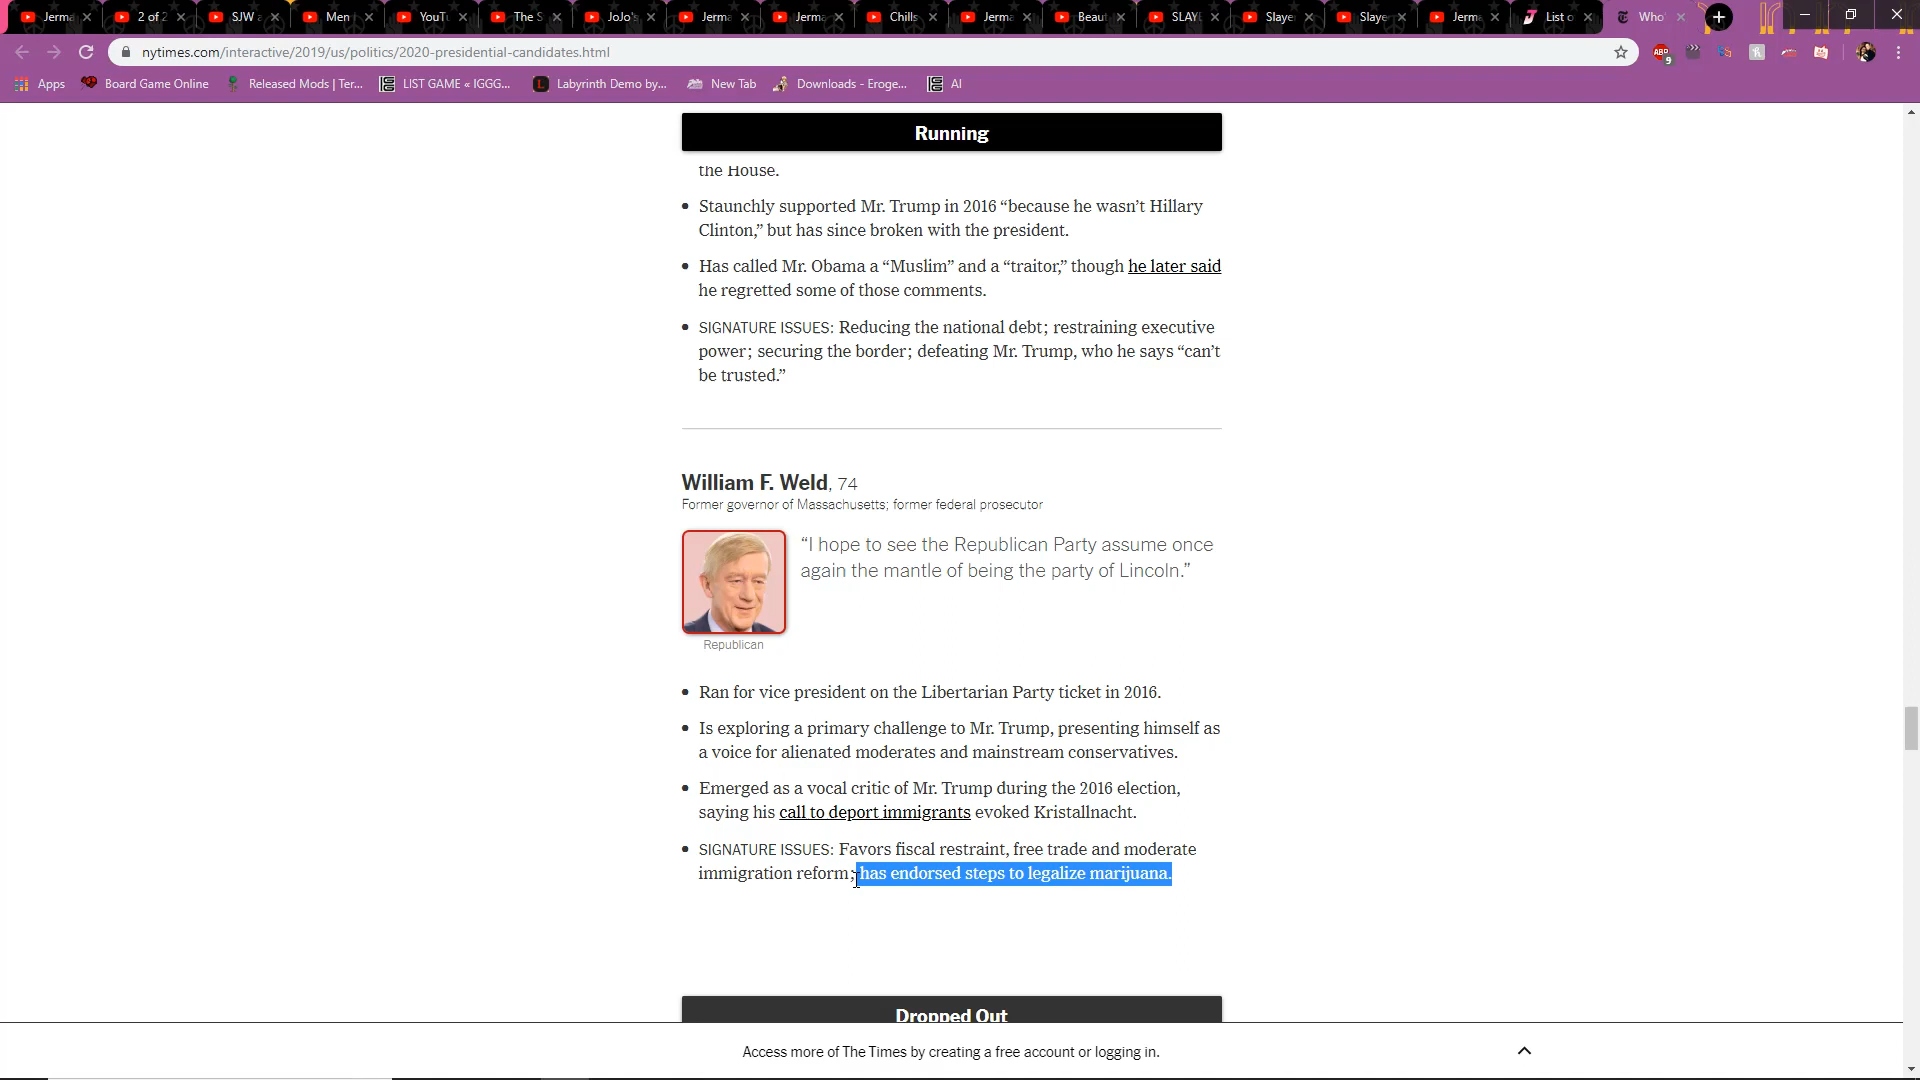 Jerma
2 of 2
SJW a
Men
YouTu
The S
JoJo's
Jerma
Jerma
Chills
Jerma
Beaut
SLAYE
Slaye
Slaye
Jerma
List o
Who'
nytimes.com/interactive/2019/us/politics/2020-presidential-candidates.html
ABP
9
Apps
Board Game Online
Released Mods | Ter...
LIST GAME « IGGG...
Labyrinth Demo by...
New Tab
Downloads - Eroge...
AI
Running
the House.
• Staunchly supported Mr. Trump in 2016 “because he wasn’t Hillary
Clinton,” but has since broken with the president.
• Has called Mr. Obama a “Muslim” and a “traitor,” though he later said
he regretted some of those comments.
• SIGNATURE ISSUES: Reducing the national debt; restraining executive
power; securing the border; defeating Mr. Trump, who he says “can’t
be trusted.”
William F. Weld, 74
Former governor of Massachusetts; former federal prosecutor
“I hope to see the Republican Party assume once
again the mantle of being the party of Lincoln.”
Republican
• Ran for vice president on the Libertarian Party ticket in 2016.
• Is exploring a primary challenge to Mr. Trump, presenting himself as
a voice for alienated moderates and mainstream conservatives.
• Emerged as a vocal critic of Mr. Trump during the 2016 election,
saying his call to deport immigrants evoked Kristallnacht.
• SIGNATURE ISSUES: Favors fiscal restraint, free trade and moderate
immigration reform; has endorsed steps to legalize marijuana.
Dropped Out
Access more of The Times by creating a free account or logging in.